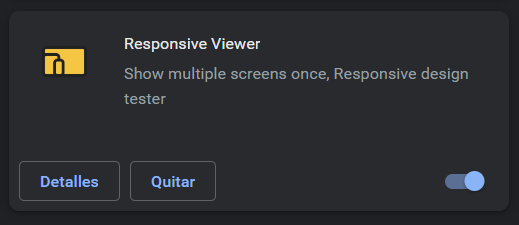 Responsive Viewer
Show multiple screens once, Responsive design
tester
Detalles
Quitar